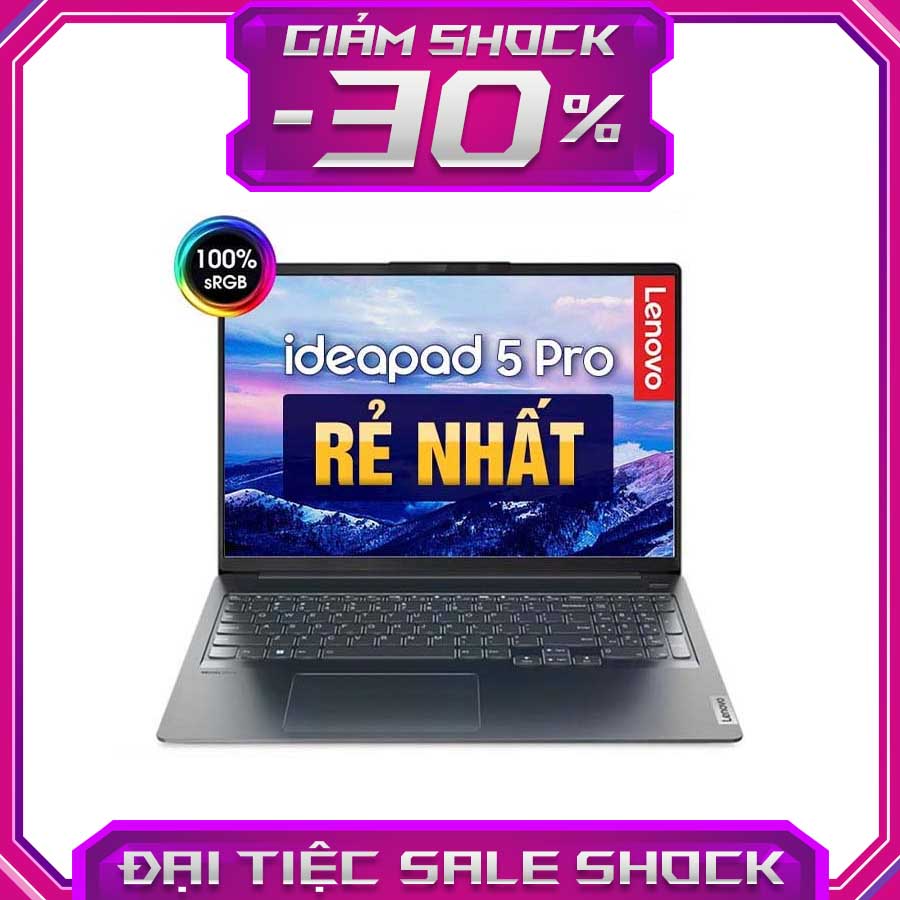 GIẢM SHOCK
-30%
100%
sRGB
Lenovo
ideapad 5 Pro
RẺ NHẤT
Lenovo
ĐẠI TIỆC SALE SHOCK